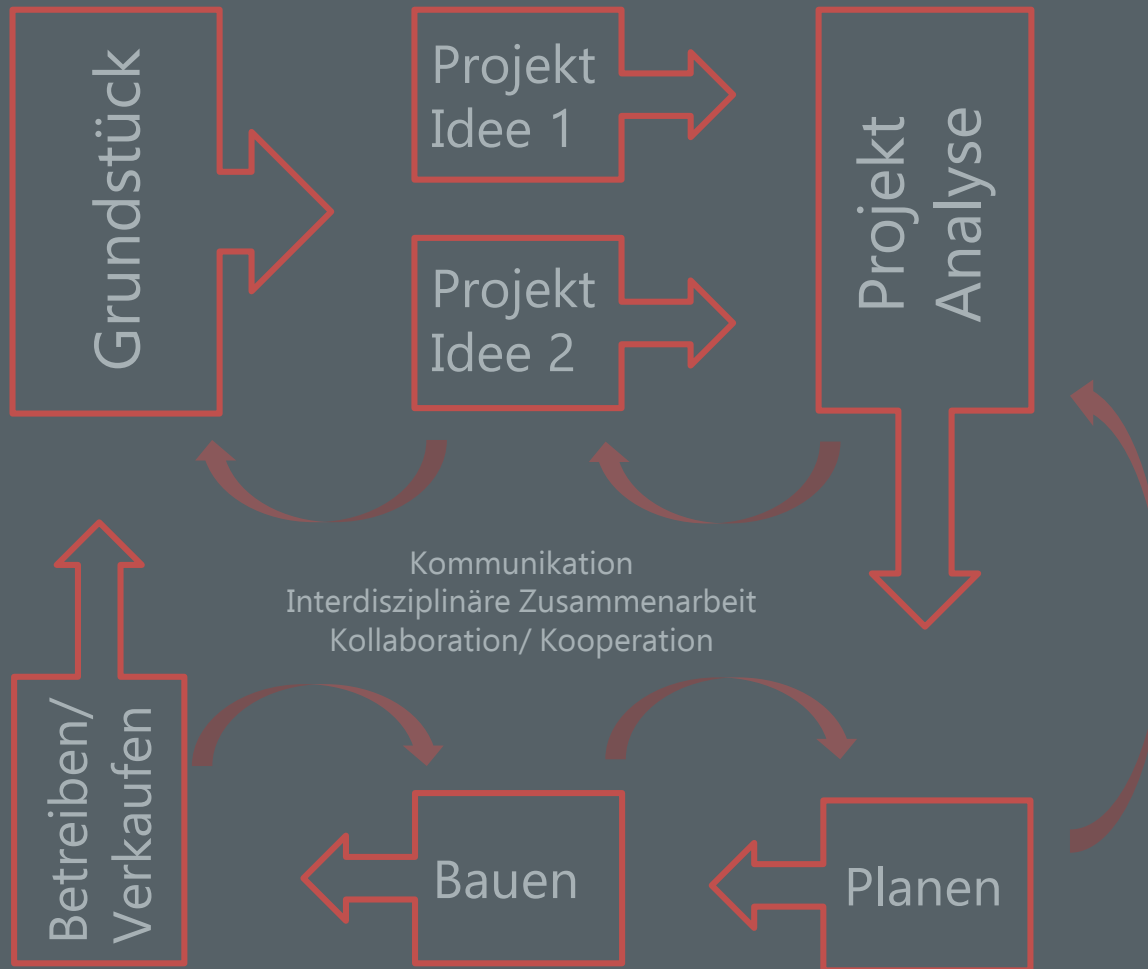 Grundstück
Projekt
Idee 1
Projekt
Idee 2
Projekt
Analyse
Kommunikation
Interdisziplinäre Zusammenarbeit
Kollaboration/ Kooperation
Betreiben/
Verkaufen
Bauen
Planen